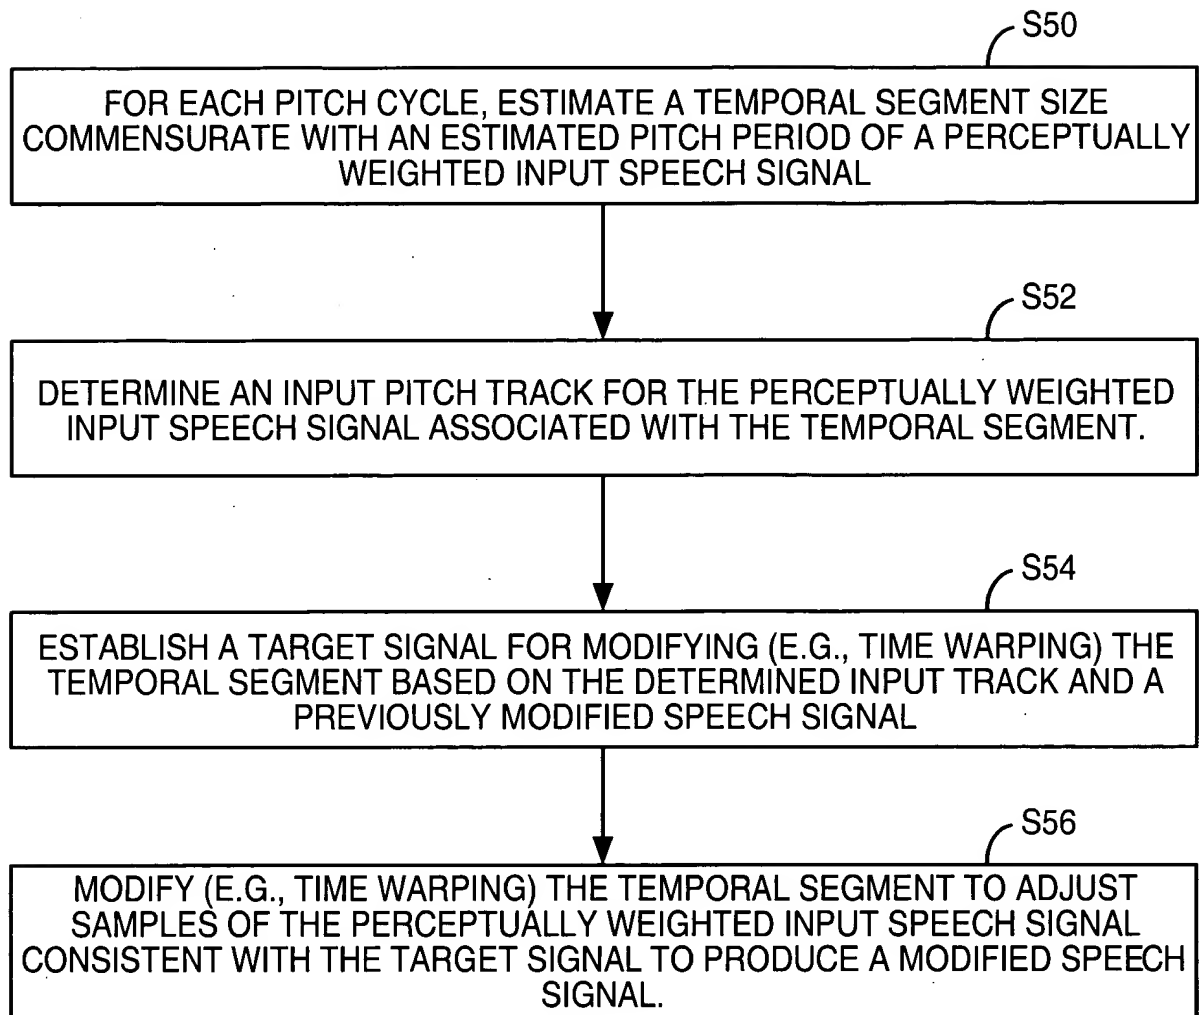 S50
FOR EACH PITCH CYCLE, ESTIMATE A TEMPORAL SEGMENT SIZE
COMMENSURATE WITH AN ESTIMATED PITCH PERIOD OF A PERCEPTUALLY
WEIGHTED INPUT SPEECH SIGNAL
S52
DETERMINE AN INPUT PITCH TRACK FOR THE PERCEPTUALLY WEIGHTED
INPUT SPEECH SIGNAL ASSOCIATED WITH THE TEMPORAL SEGMENT.
S54
ESTABLISH A TARGET SIGNAL FOR MODIFYING (E.G., TIME WARPING) THE
TEMPORAL SEGMENT BASED ON THE DETERMINED INPUT TRACK AND A
PREVIOUSLY MODIFIED SPEECH SIGNAL
S56
MODIFY (E.G., TIME WARPING) THE TEMPORAL SEGMENT TO ADJUST
SAMPLES OF THE PERCEPTUALLY WEIGHTED INPUT SPEECH SIGNAL
CONSISTENT WITH THE TARGET SIGNAL TO PRODUCE A MODIFIED SPEECH
SIGNAL.